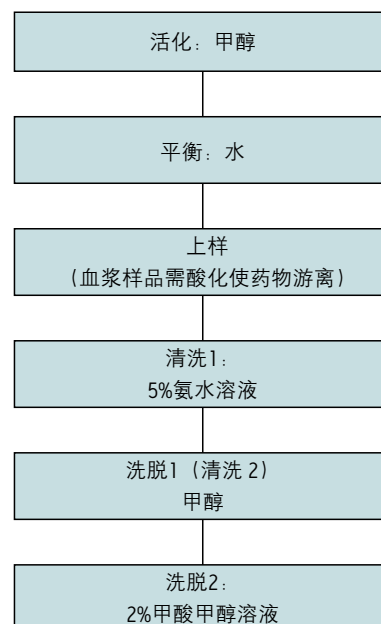 活化：甲醇
平衡：水
上样
（血浆样品需酸化使药物游离）
清洗1：
5%氨水溶液
洗脱1（清洗 2）
甲醇
洗脱2：
2%甲酸甲醇溶液